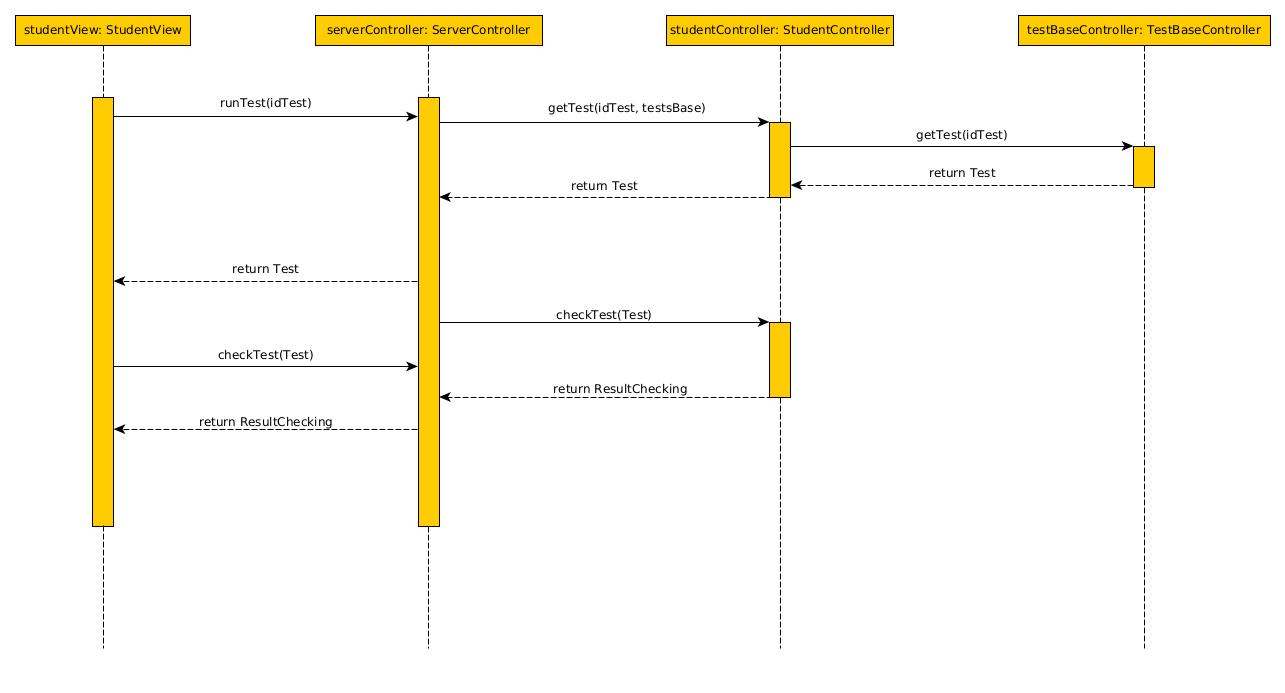 studentView: StudentView
serverController: ServerController
studentController: StudentController
testBaseController: TestBaseController
runTest(idTest)
getTest(idTest, testsBase)
getTest(idTest)
return Test
return Test
return Test
checkTest(Test)
checkTest(Test)
return ResultChecking
return ResultChecking